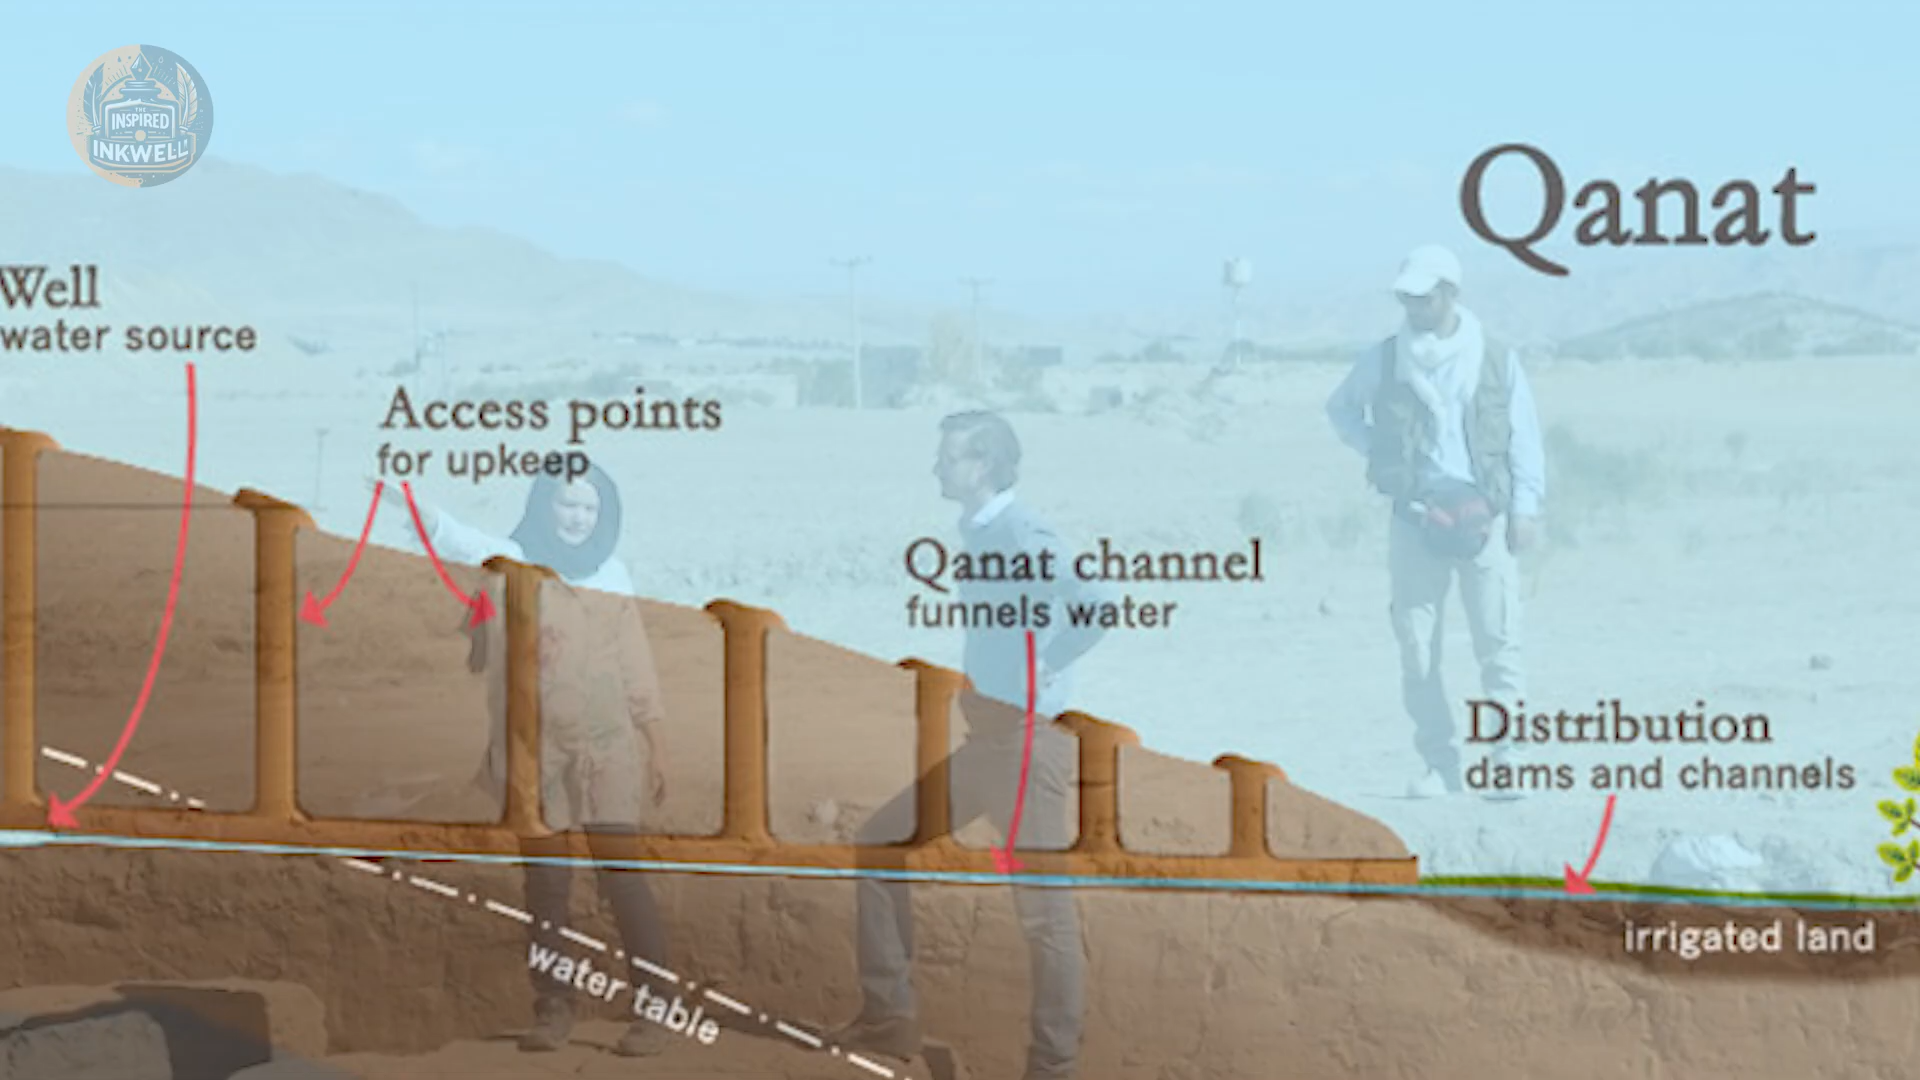 THE
INSPIRED
INKWELL
Qanat
Well
water source
Access points
for upkeep
Qanat channel
funnels water
Distribution
dams and channels
irrigated land
water table